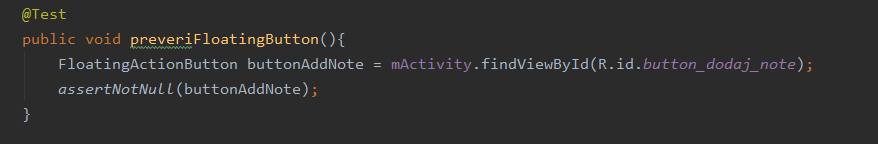 @Test
public void preveriFloatingButton(){
    FloatingActionButton buttonAddNote = mActivity.findViewById(R.id.button_dodaj_note);
    assertNotNull(buttonAddNote);
}